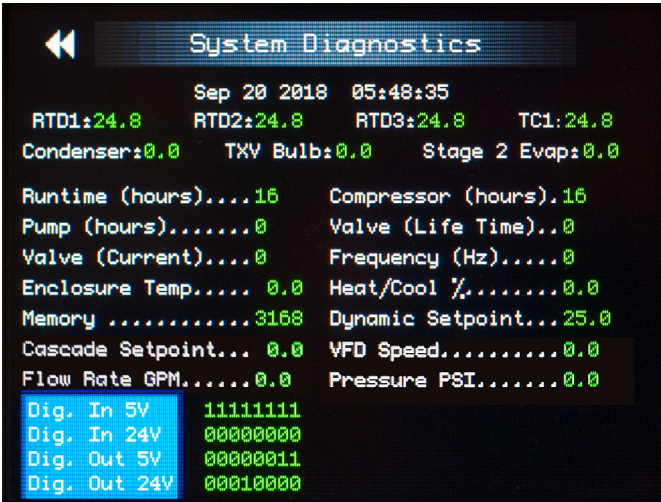 System Diagnostics
Sep 20 2018 05:48:35
RTD1:24.8 RTD2:24.8 RTD3:24.8 TC1:24.8
Condenser:0.0 TXV Bulb:0.0 Stage 2 Evap:0.0
Runtime (hours)....16 Compressor (hours).16
Pump (hours).......0 Valve (Life Time)..0
Valve (Current)....0 Frequency (Hz).....0
Enclosure Temp..... 0.0 Heat/Cool %........0.0
Memory ............3168 Dynamic Setpoint...25.0
Cascade Setpoint... 0.0 VFD Speed..........0.0
Flow Rate GPM......0.0 Pressure PSI.......0.0
Dig. In 5V 11111111
Dig. In 24V 00000000
Dig. Out 5V 00000011
Dig. Out 24V 00010000